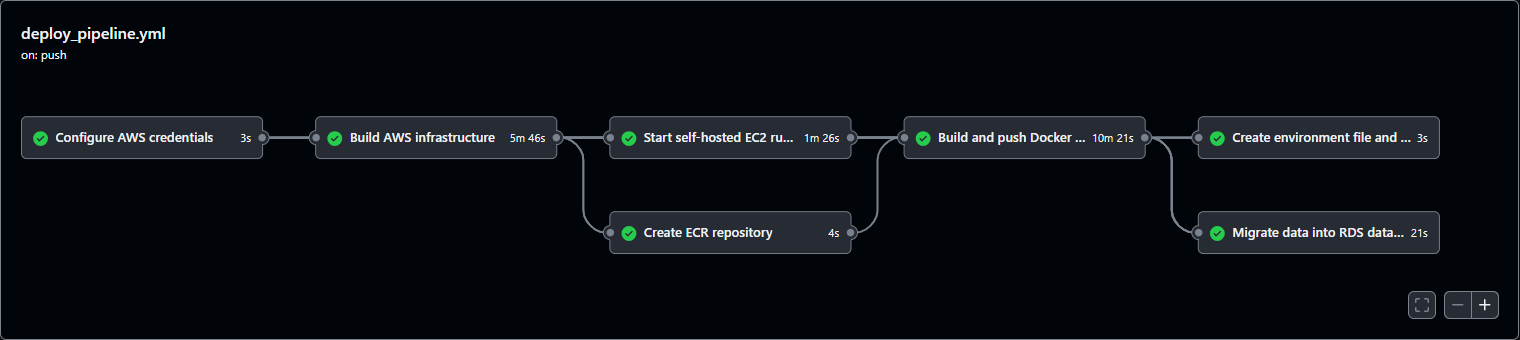 deploy_pipeline.yml
on: push
Configure AWS credentials 3s
Build AWS infrastructure 5m 46s
Start self-hosted EC2 ru... 1m 26s
Create ECR repository 4s
Build and push Docker ... 10m 21s
Create environment file and ... 3s
Migrate data into RDS data... 21s